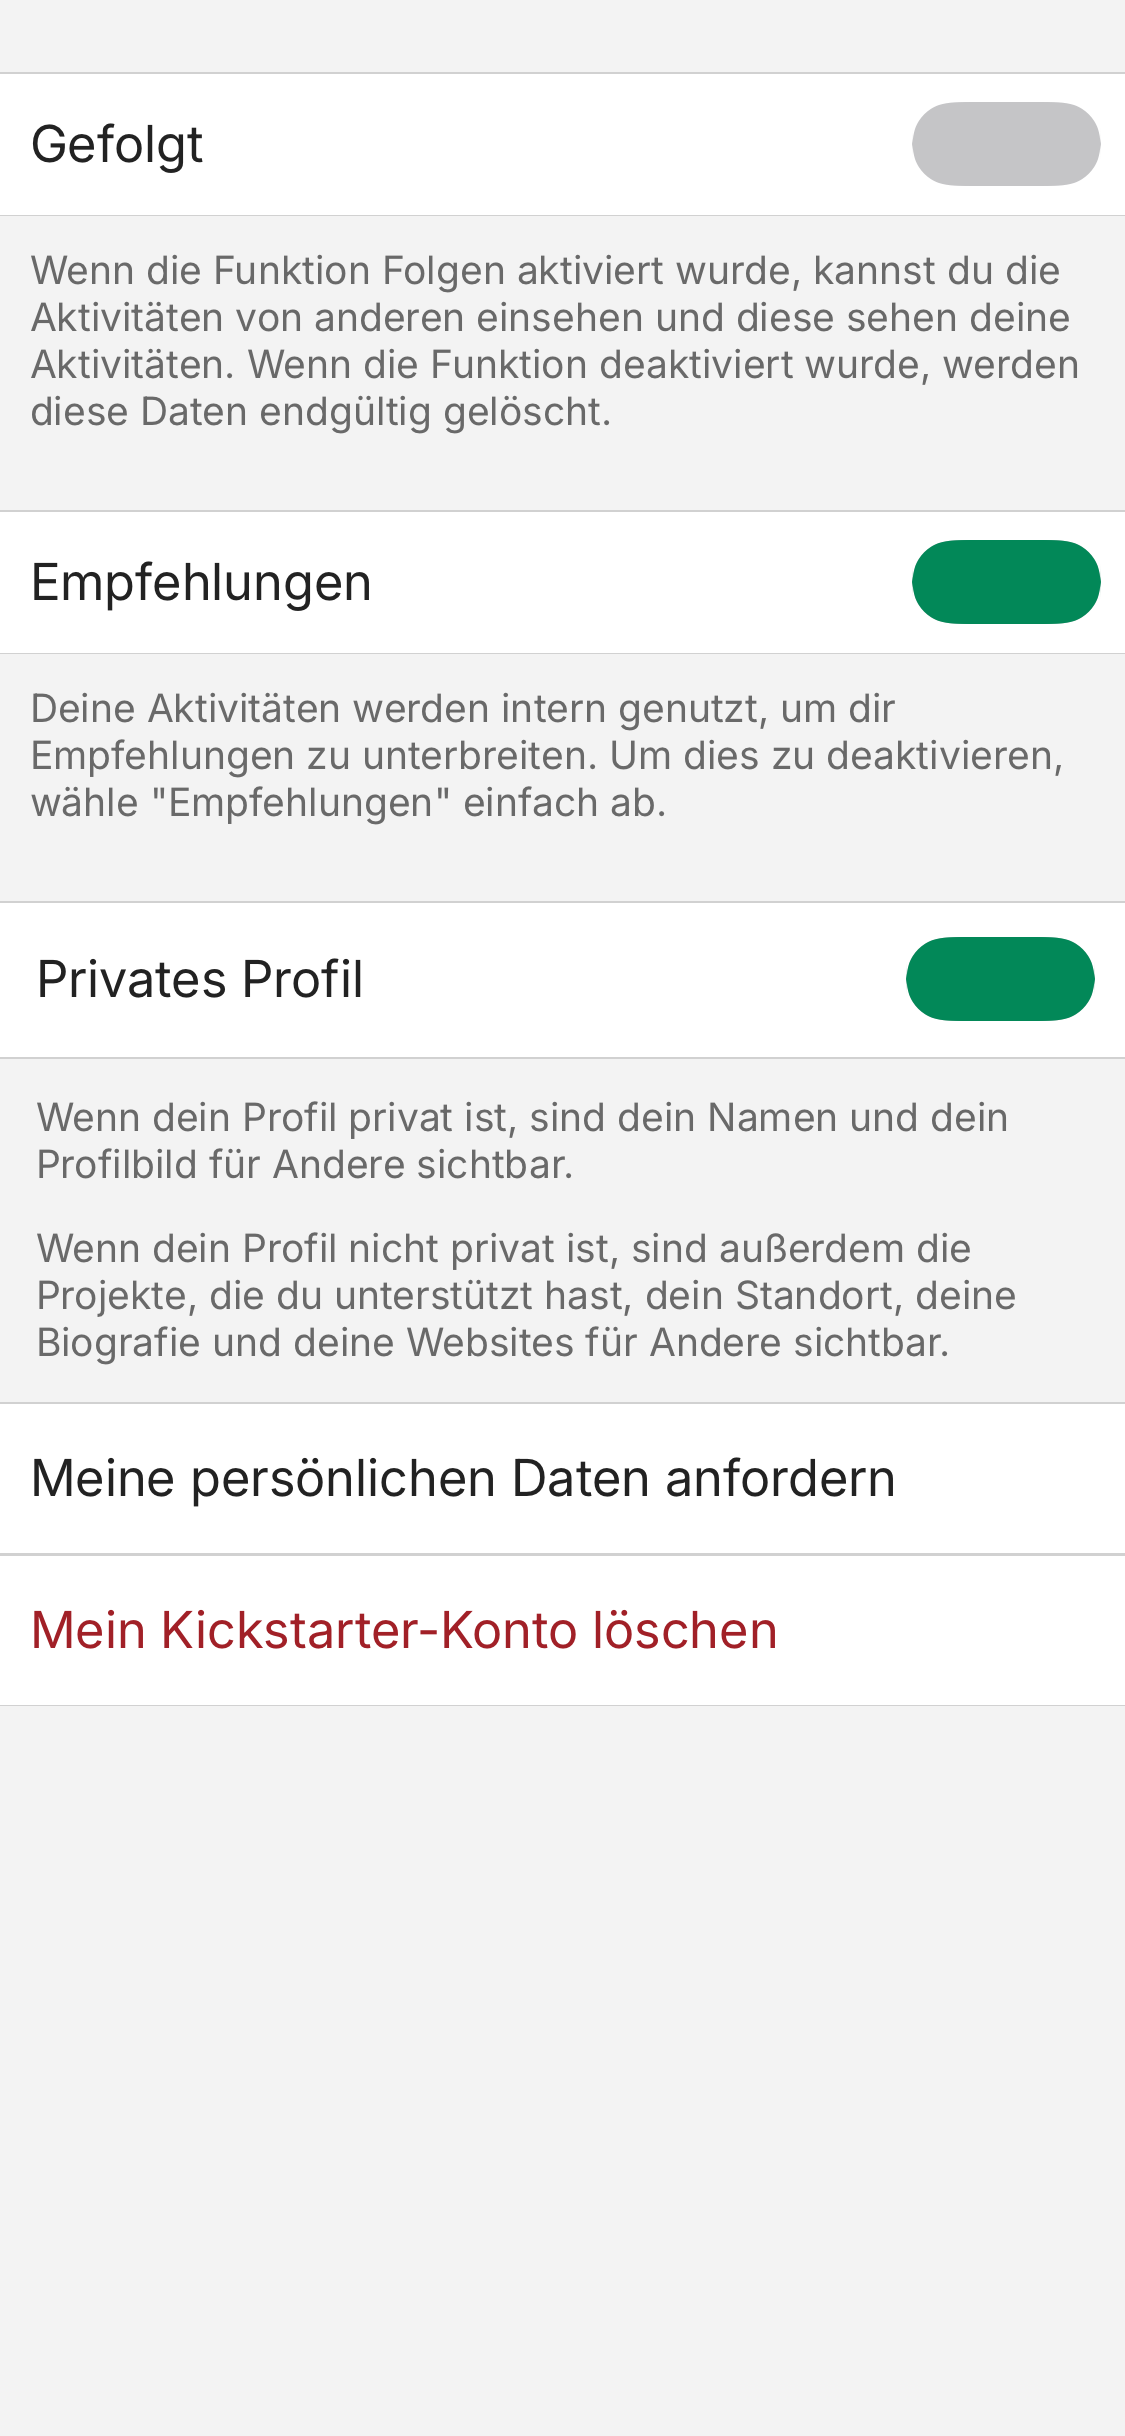 Gefolgt
Wenn die Funktion Folgen aktiviert wurde, kannst du die
Aktivitäten von anderen einsehen und diese sehen deine
Aktivitäten. Wenn die Funktion deaktiviert wurde, werden
diese Daten endgültig gelöscht.
Empfehlungen
Deine Aktivitäten werden intern genutzt, um dir
Empfehlungen zu unterbreiten. Um dies zu deaktivieren,
wähle "Empfehlungen" einfach ab.
Privates Profil
Wenn dein Profil privat ist, sind dein Namen und dein
Profilbild für Andere sichtbar.
Wenn dein Profil nicht privat ist, sind außerdem die
Projekte, die du unterstützt hast, dein Standort, deine
Biografie und deine Websites für Andere sichtbar.
Meine persönlichen Daten anfordern
Mein Kickstarter-Konto löschen